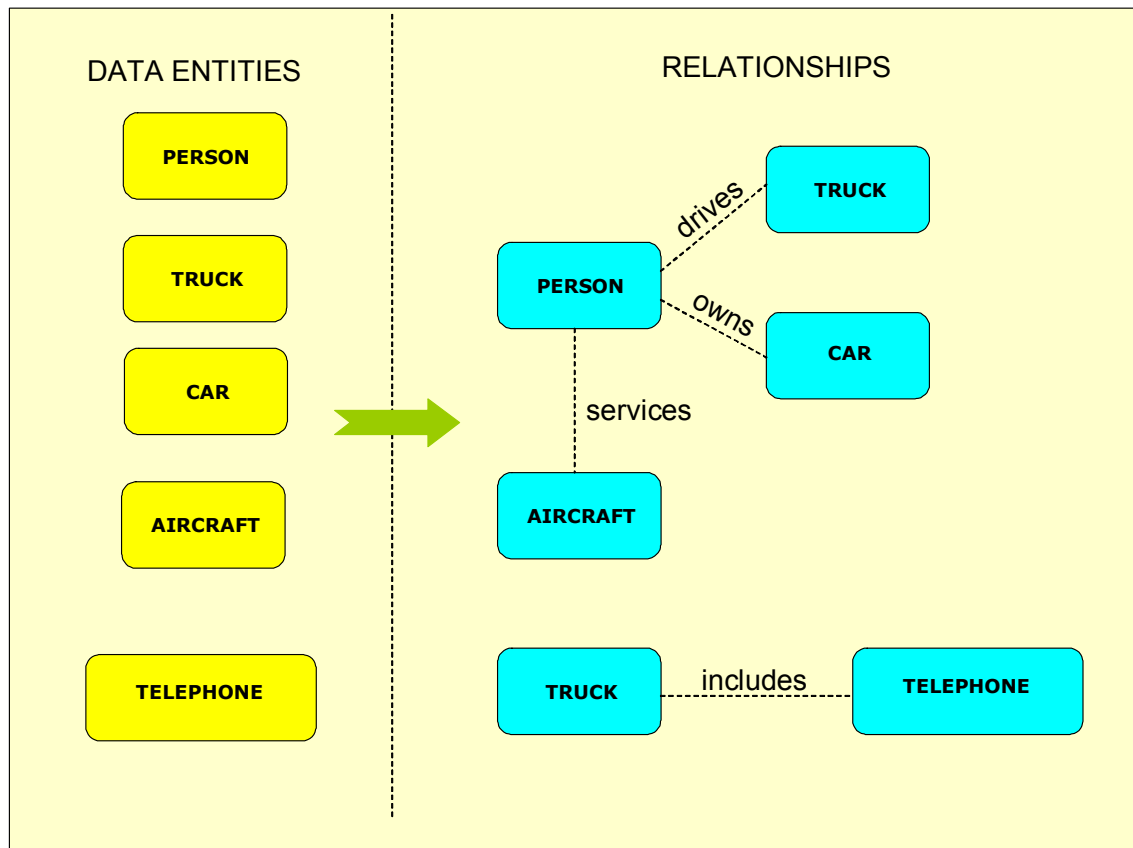 DATA ENTITIES
PERSON
TRUCK
CAR
AIRCRAFT
TELEPHONE
RELATIONSHIPS
TRUCK
drives
PERSON
owns
CAR
services
AIRCRAFT
TRUCK
includes
TELEPHONE